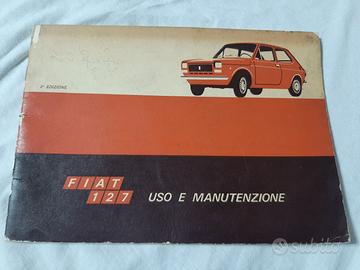 2ª EDIZIONE
FIAT
127
USO E MANUTENZIONE
subito